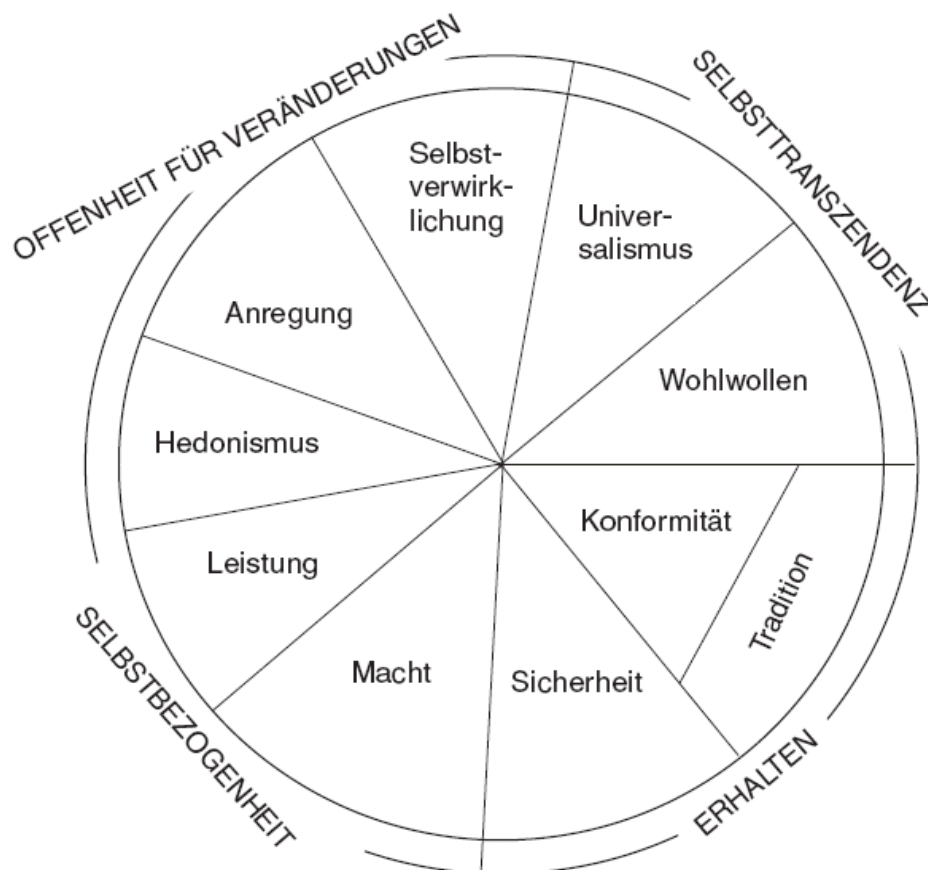 OFFENHEIT FÜR VERÄNDERUNGEN
SELBSTTRANSZENDENZ
Selbst-
verwirk-
lichung
Univer-
salismus
Anregung
Wohlwollen
Hedonismus
Konformität
Leistung
Tradition
Macht
Sicherheit
SELBSTBEZOGENHEIT
ERHALTEN